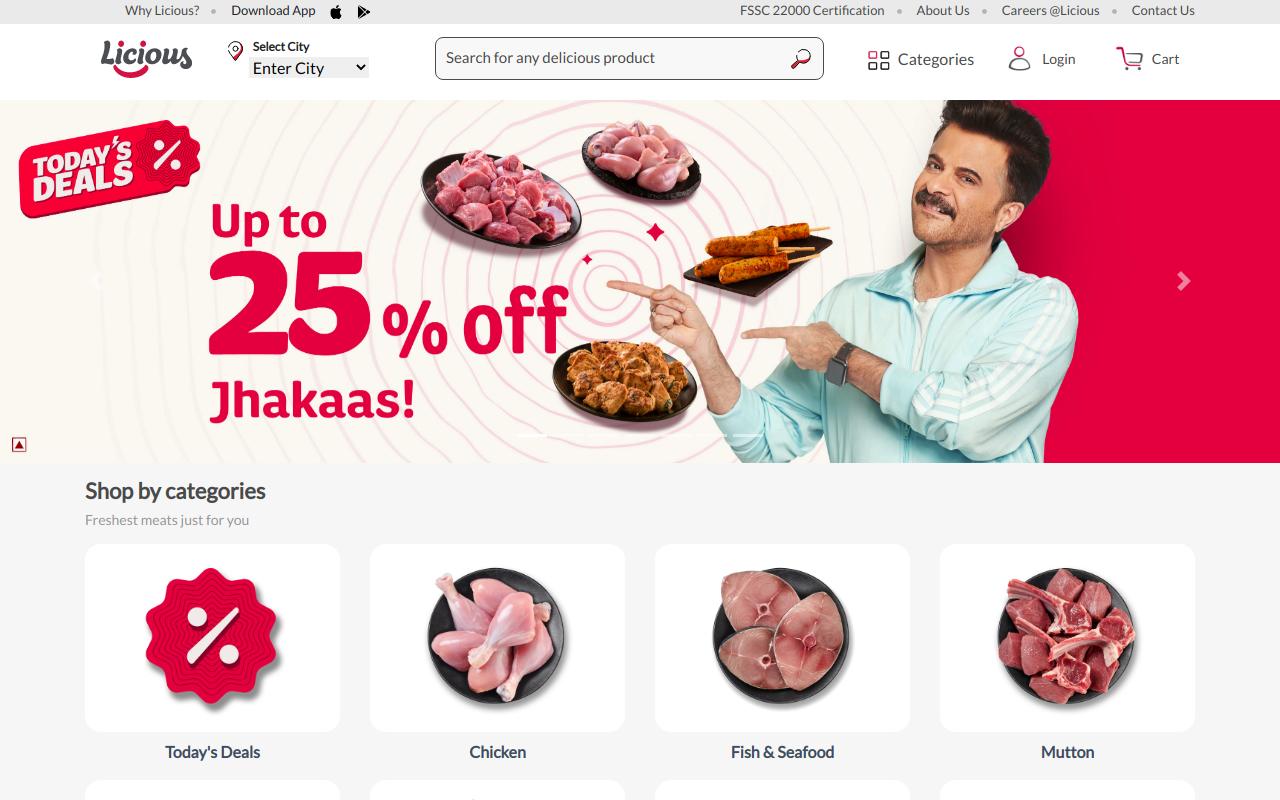 Why Licious?
Download App
FSSC 22000 Certification
About Us
Careers @Licious
Contact Us
Licious
Select City
Enter City
Search for any delicious product
Categories
Login
Cart
TODAY'S
DEALS
%
Up to
25% off
Jhakaas!
Shop by categories
Freshest meats just for you
%
Today's Deals
Chicken
Fish & Seafood
Mutton